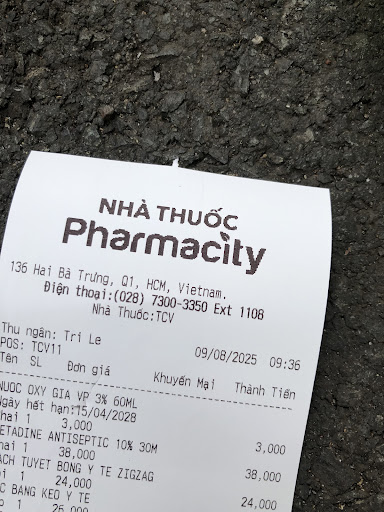 NHÀ THUỐC
Pharmacity
136 Hai Bà Trưng, Q1, HCM, Vietnam.
Điện thoại:(028) 7300-3350 Ext 1108
Nhà Thuốc:TCV
Thu ngân: Tri Le
POS: TCV11 09/08/2025 09:36
Tên SL Đơn giá Khuyến Mại Thành Tiền
NUOC OXY GIA VP 3% 60ML
Ngày hết hạn:15/04/2028
hai 1 3,000 3,000
ETADINE ANTISEPTIC 10% 30M
hai 1 38,000 38,000
ACH TUYET BONG Y TE ZIGZAG
1 24,000 24,000
C BANG KEO Y TE
1